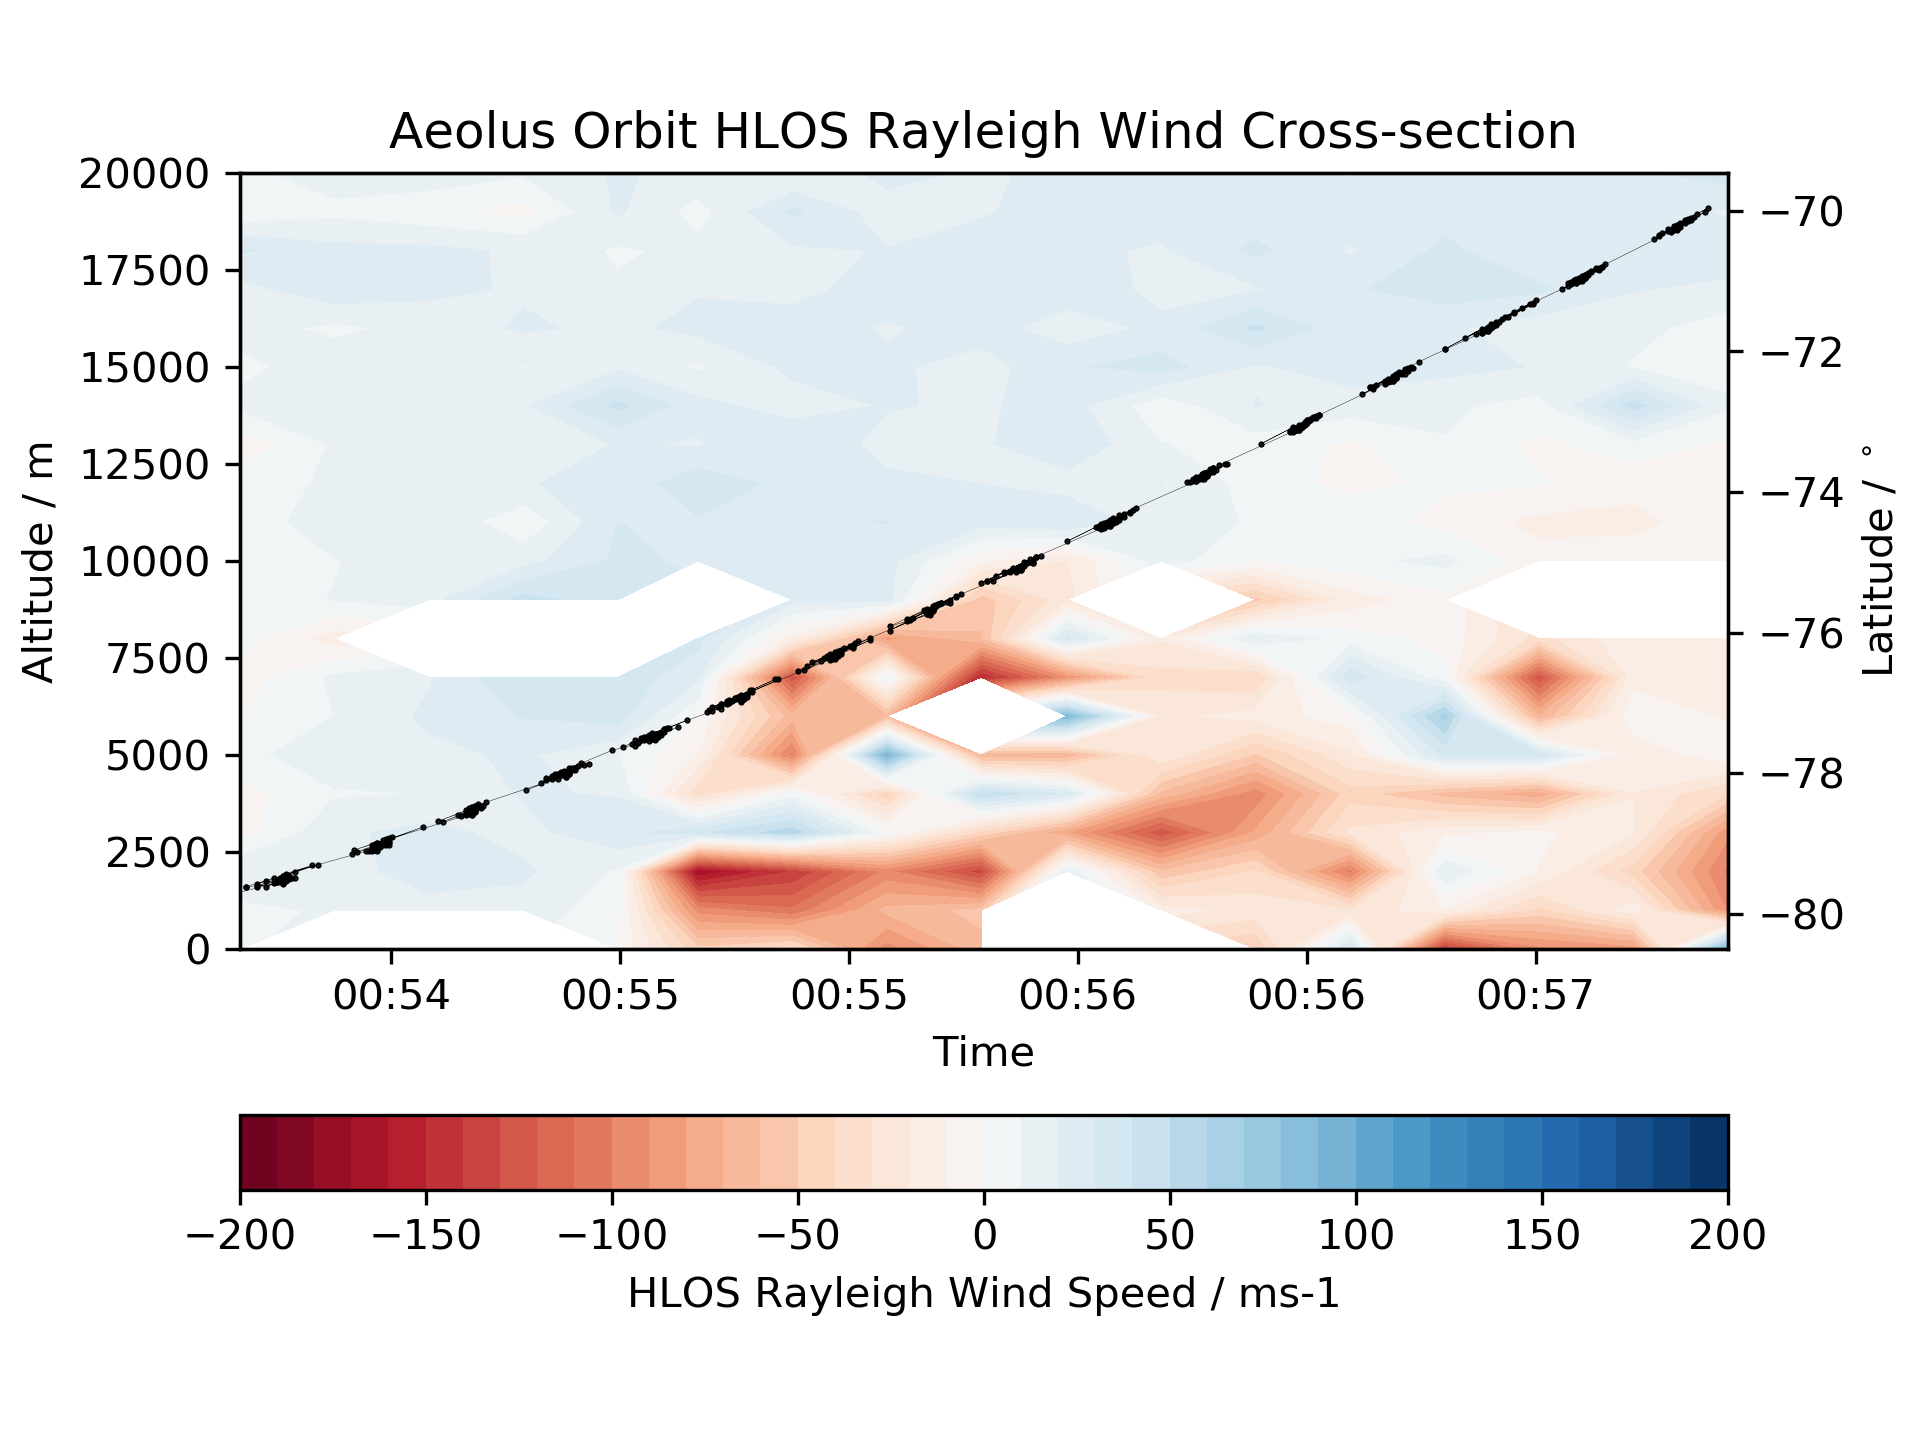 Aeolus Orbit HLOS Rayleigh Wind Cross-section
20000
17500
15000
12500
10000
7500
5000
2500
0
Altitude / m
−70
−72
−74
−76
−78
−80
Latitude / °
00:54 00:55 00:55 00:56 00:56 00:57
Time
−200 −150 −100 −50 0 50 100 150 200
HLOS Rayleigh Wind Speed / ms-1